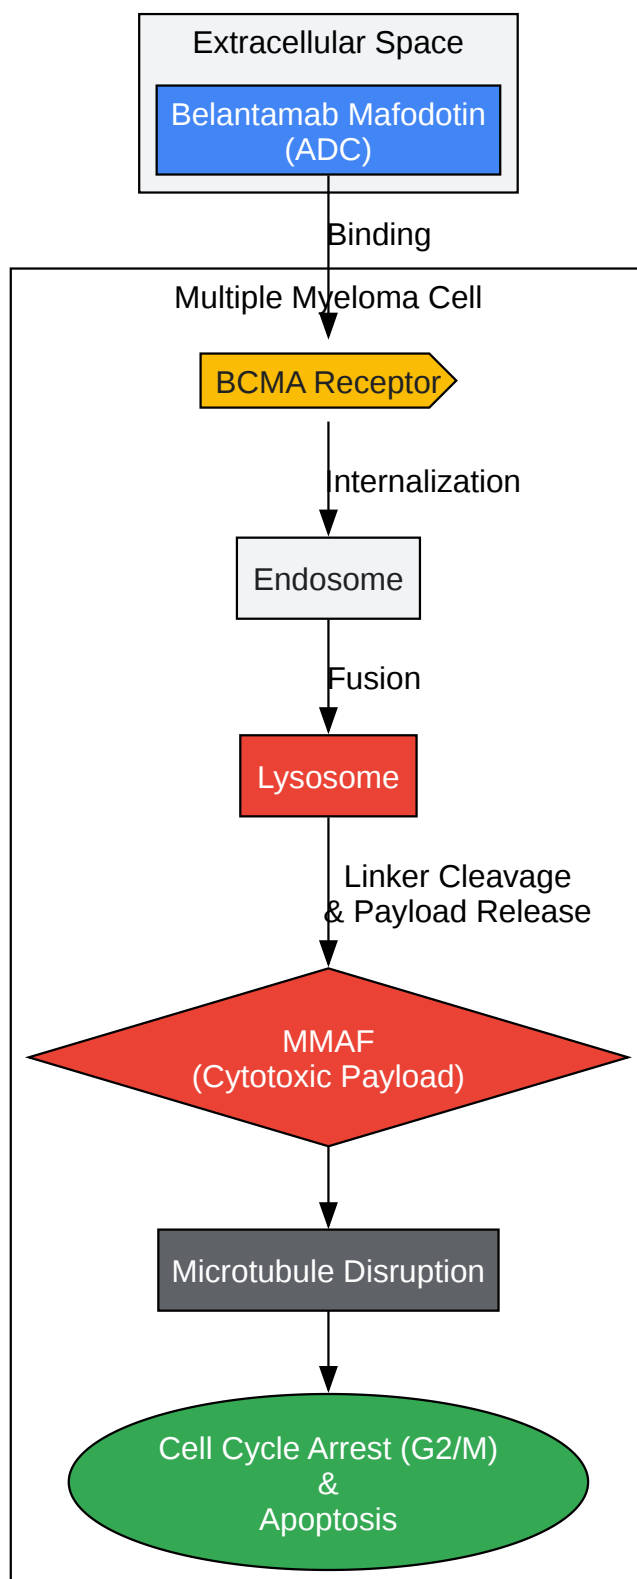 Extracellular Space
Belantamab Mafodotin
(ADC)
Binding
Multiple Myeloma Cell
BCMA Receptor
Internalization
Endosome
Fusion
Lysosome
Linker Cleavage
& Payload Release
MMAF
(Cytotoxic Payload)
Microtubule Disruption
Cell Cycle Arrest (G2/M)
&
Apoptosis